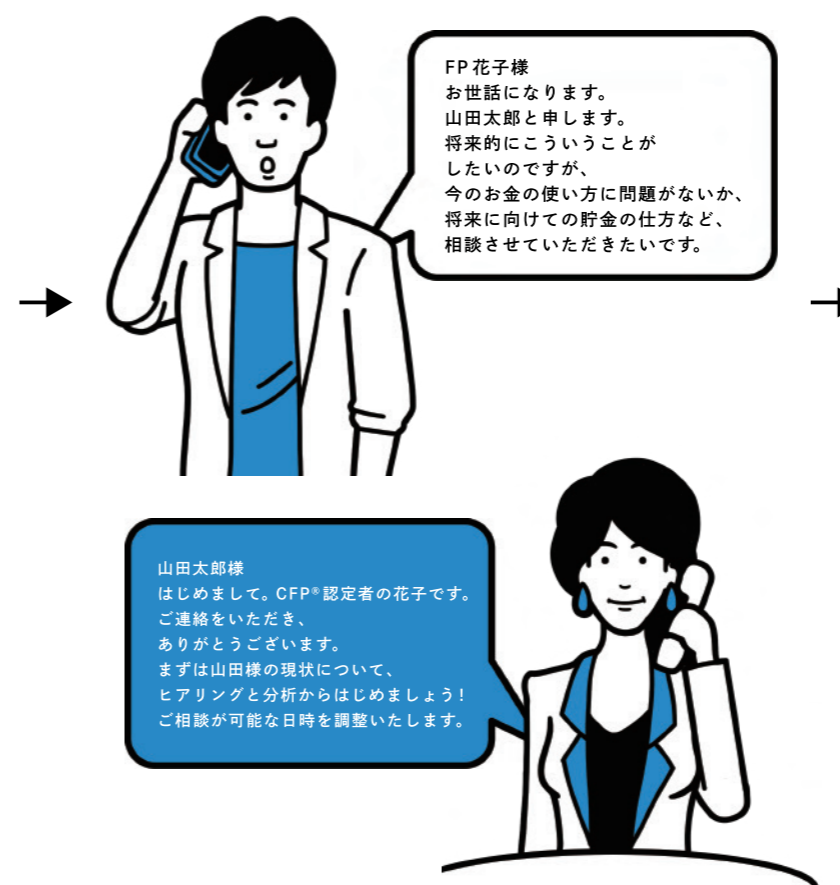 FP花子様
お世話になります。
山田太郎と申します。
将来的にこういうことが
したいのですが、
今のお金の使い方に問題がないか、
将来に向けての貯金の仕方など、
相談させていただきたいです。
山田太郎様
はじめまして。CFP®認定者の花子です。
ご連絡をいただき、
ありがとうございます。
まずは山田様の現状について、
ヒアリングと分析からはじめましょう!
ご相談が可能な日時を調整いたします。